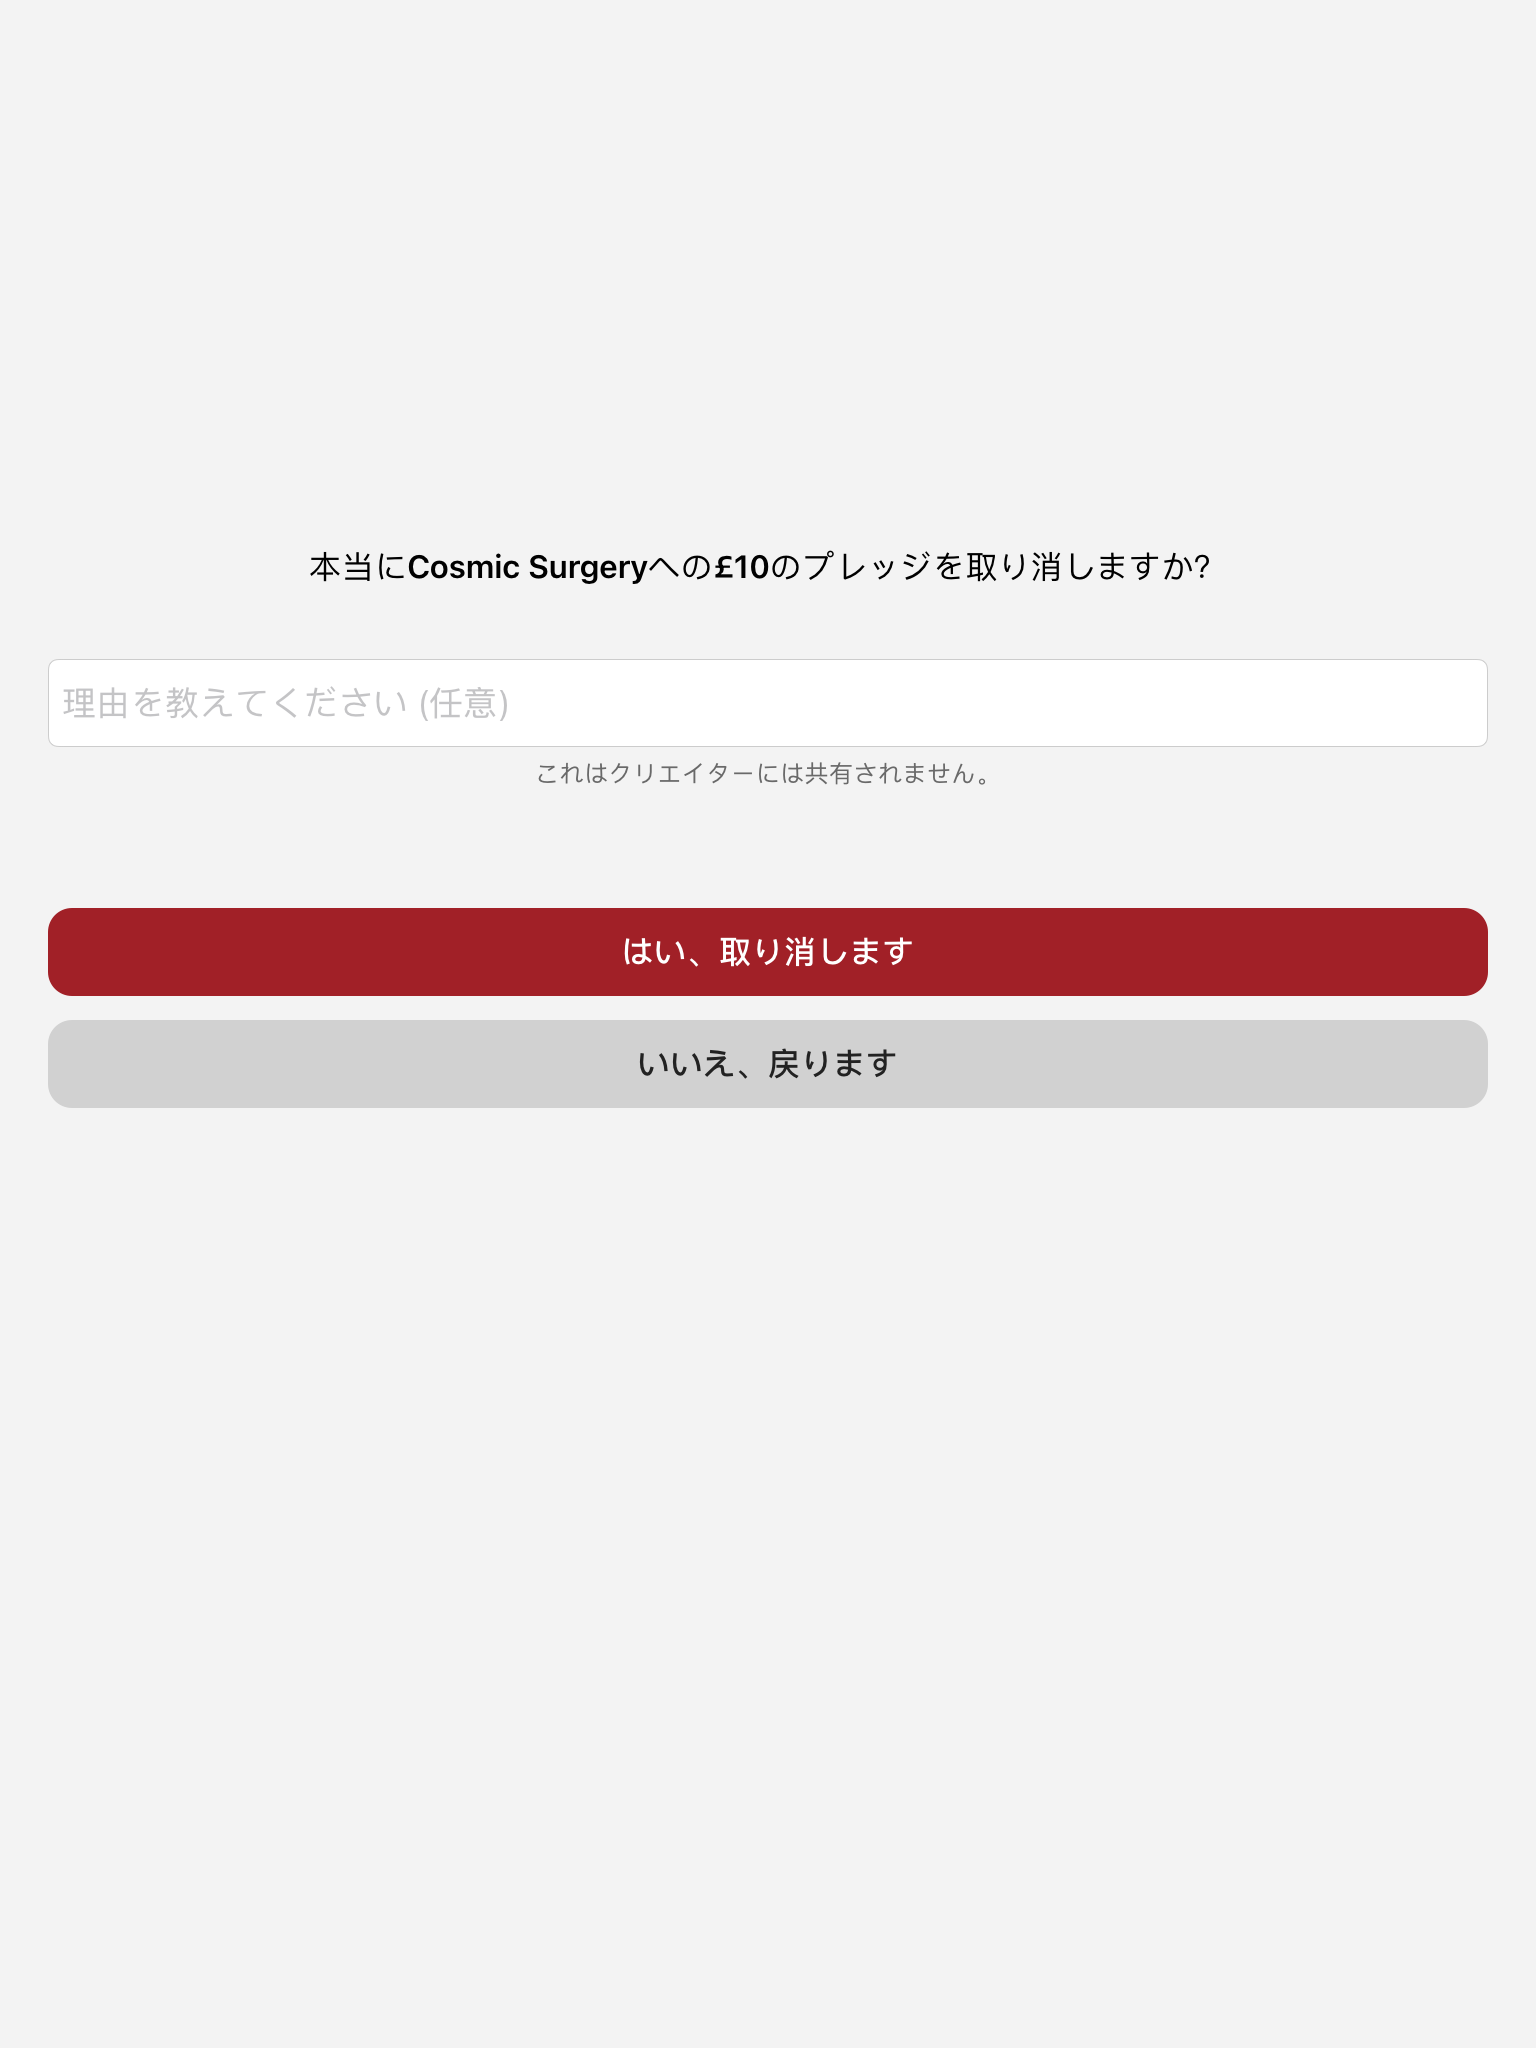 本当にCosmic Surgeryへの£10のプレッジを取り消しますか?
理由を教えてください (任意)
これはクリエイターには共有されません。
はい、取り消します
いいえ、戻ります